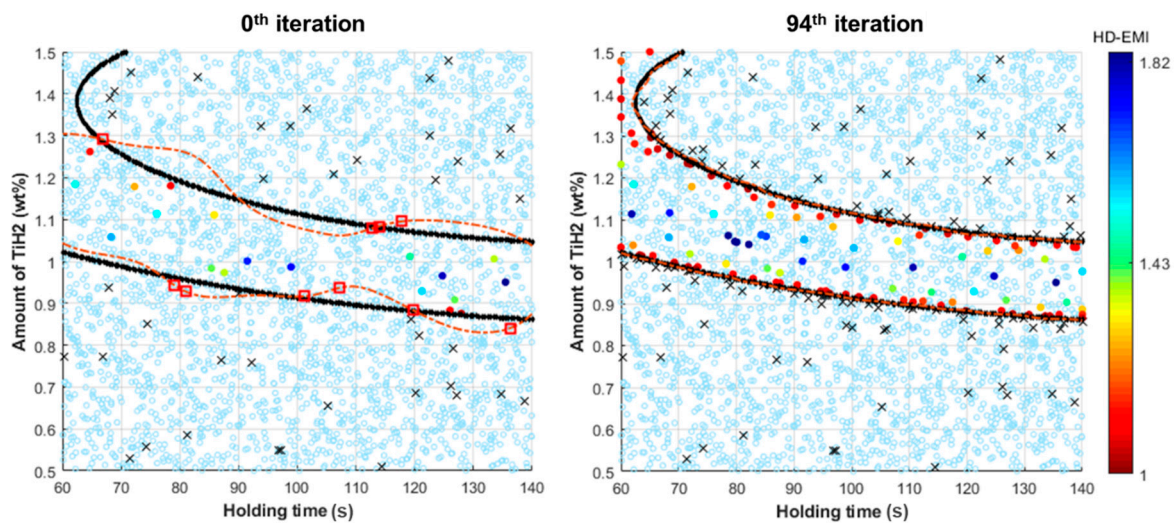 0th iteration
94th iteration
HD-EMI
1.5
1.4
1.3
1.2
1.1
1
0.9
0.8
0.7
0.6
0.5
Amount of TiH2 (wt%)
60 70 80 90 100 110 120 130 140
Holding time (s)
1.5
1.4
1.3
1.2
1.1
1
0.9
0.8
0.7
0.6
0.5
Amount of TiH2 (wt%)
60 70 80 90 100 110 120 130 140
Holding time (s)
1.82
1.43
1